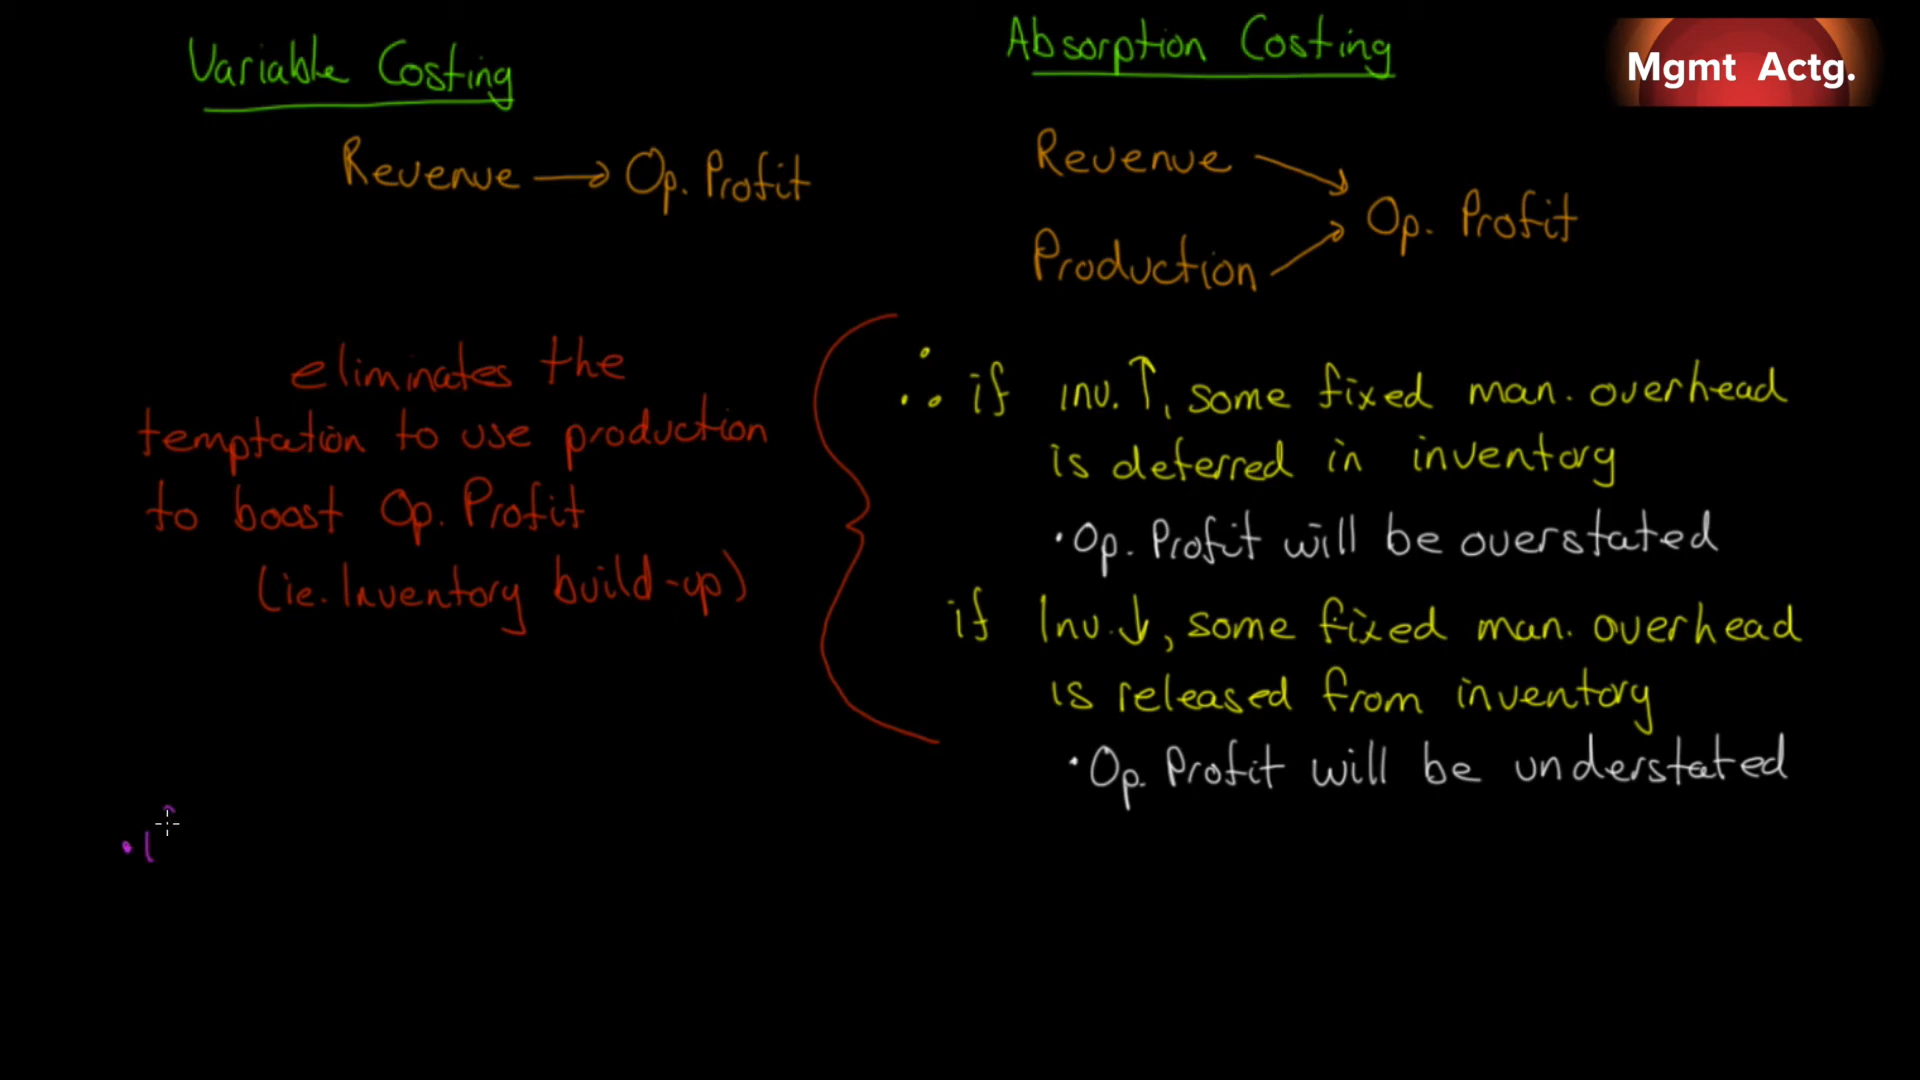 Variable Costing
Revenue → Op. Profit
eliminates the
temptation to use production
to boost Op. Profit
(ie. Inventory build-up)
Absorption Costing
Revenue
Production
Op. Profit
∴ if inv.↑, some fixed man. overhead
is deferred in inventory
• Op. Profit will be overstated
if Inv.↓, some fixed man. overhead
is released from inventory
• Op. Profit will be understated
Mgmt Actg.